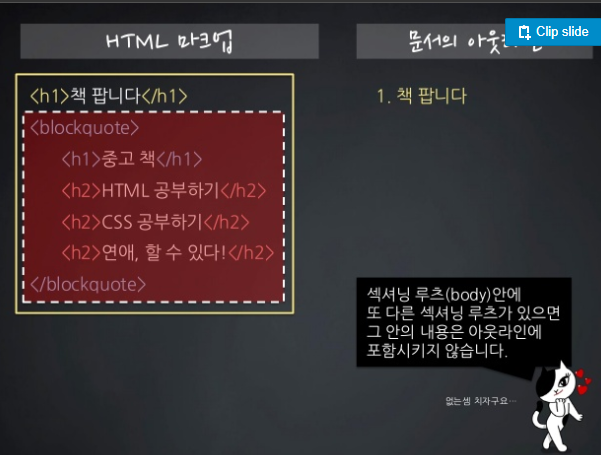 HTML 마크업
문서의
Clip slide
<h1>책 팝니다</h1>
<blockquote>
<h1>중고 책</h1>
<h2>HTML 공부하기</h2>
<h2>CSS 공부하기</h2>
<h2>연애, 할 수 있다!</h2>
</blockquote>
1. 책 팝니다
섹셔닝 루츠(body)안에
또 다른 섹셔닝 루츠가 있으면
그 안의 내용은 아웃라인에
포함시키지 않습니다.
없는셈 치자구요...